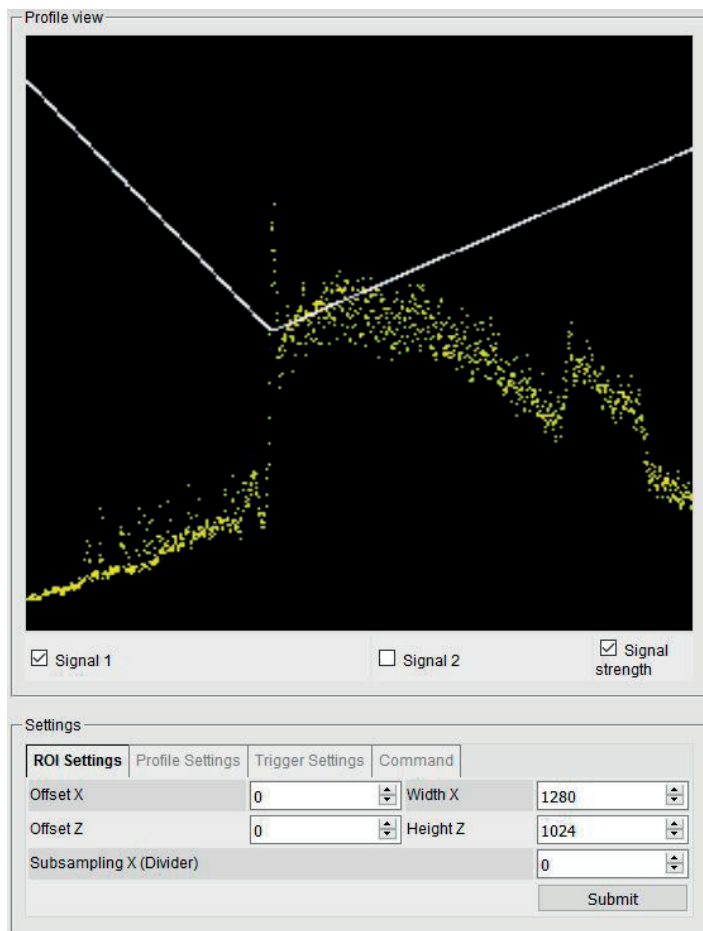 Profile view
Signal 1
Signal 2
Signal
strength
Settings
ROI Settings Profile Settings Trigger Settings Command
Offset X 0 Width X 1280
Offset Z 0 Height Z 1024
Subsampling X (Divider) 0
Submit